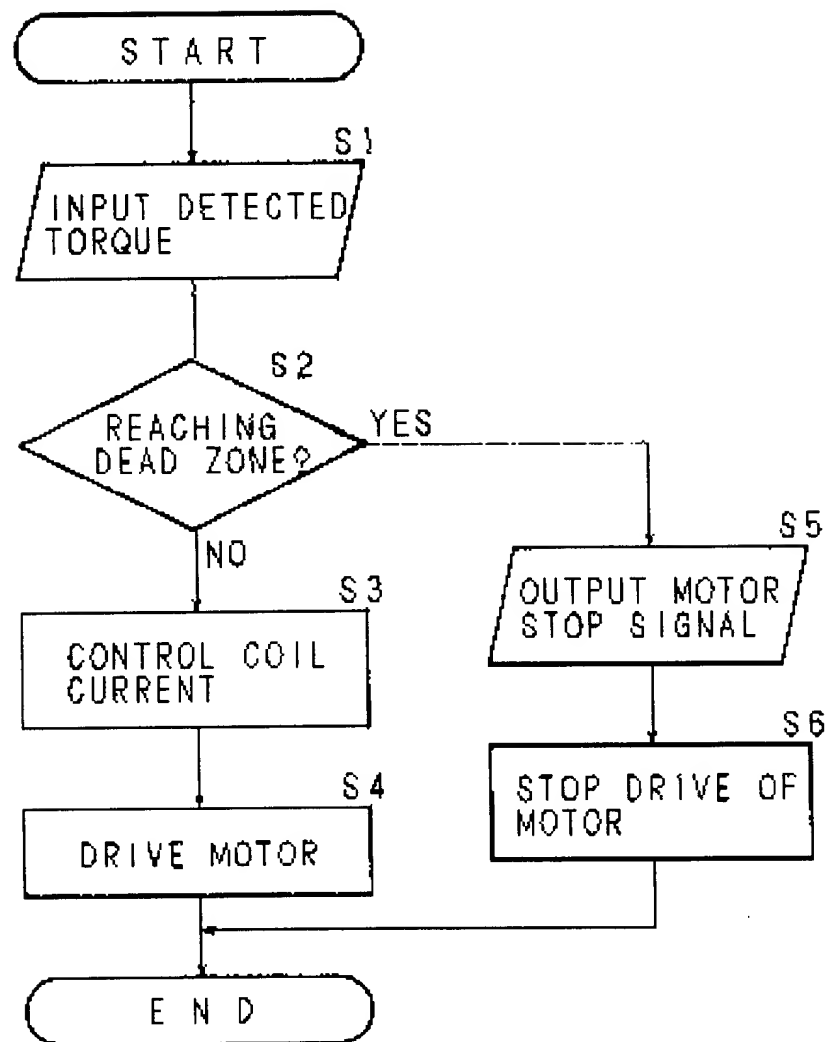 START
S1
INPUT DETECTED
TORQUE
S2
REACHING
DEAD ZONE?
YES
NO
S3
CONTROL COIL
CURRENT
S4
DRIVE MOTOR
S5
OUTPUT MOTOR
STOP SIGNAL
S6
STOP DRIVE OF
MOTOR
END